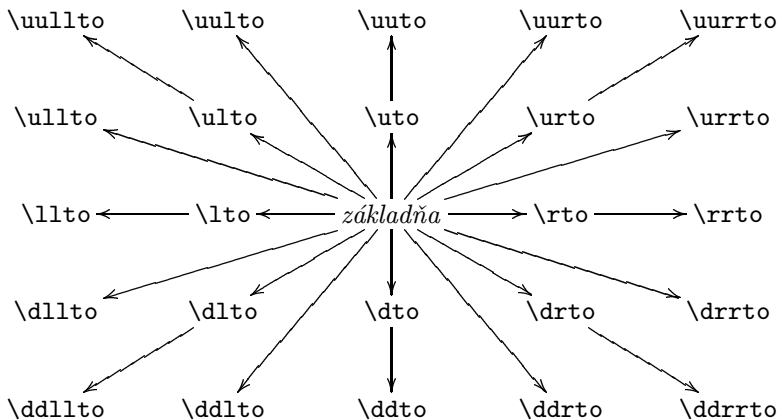 \uullto \uulto \uuto \uurto \uurrto
\ullto \ulto \uto \urto \urrto
\llto \lto základňa \rto \rrto
\dllto \dlto \dto \drto \drrto
\ddllto \ddlto \ddto \ddrto \ddrrto